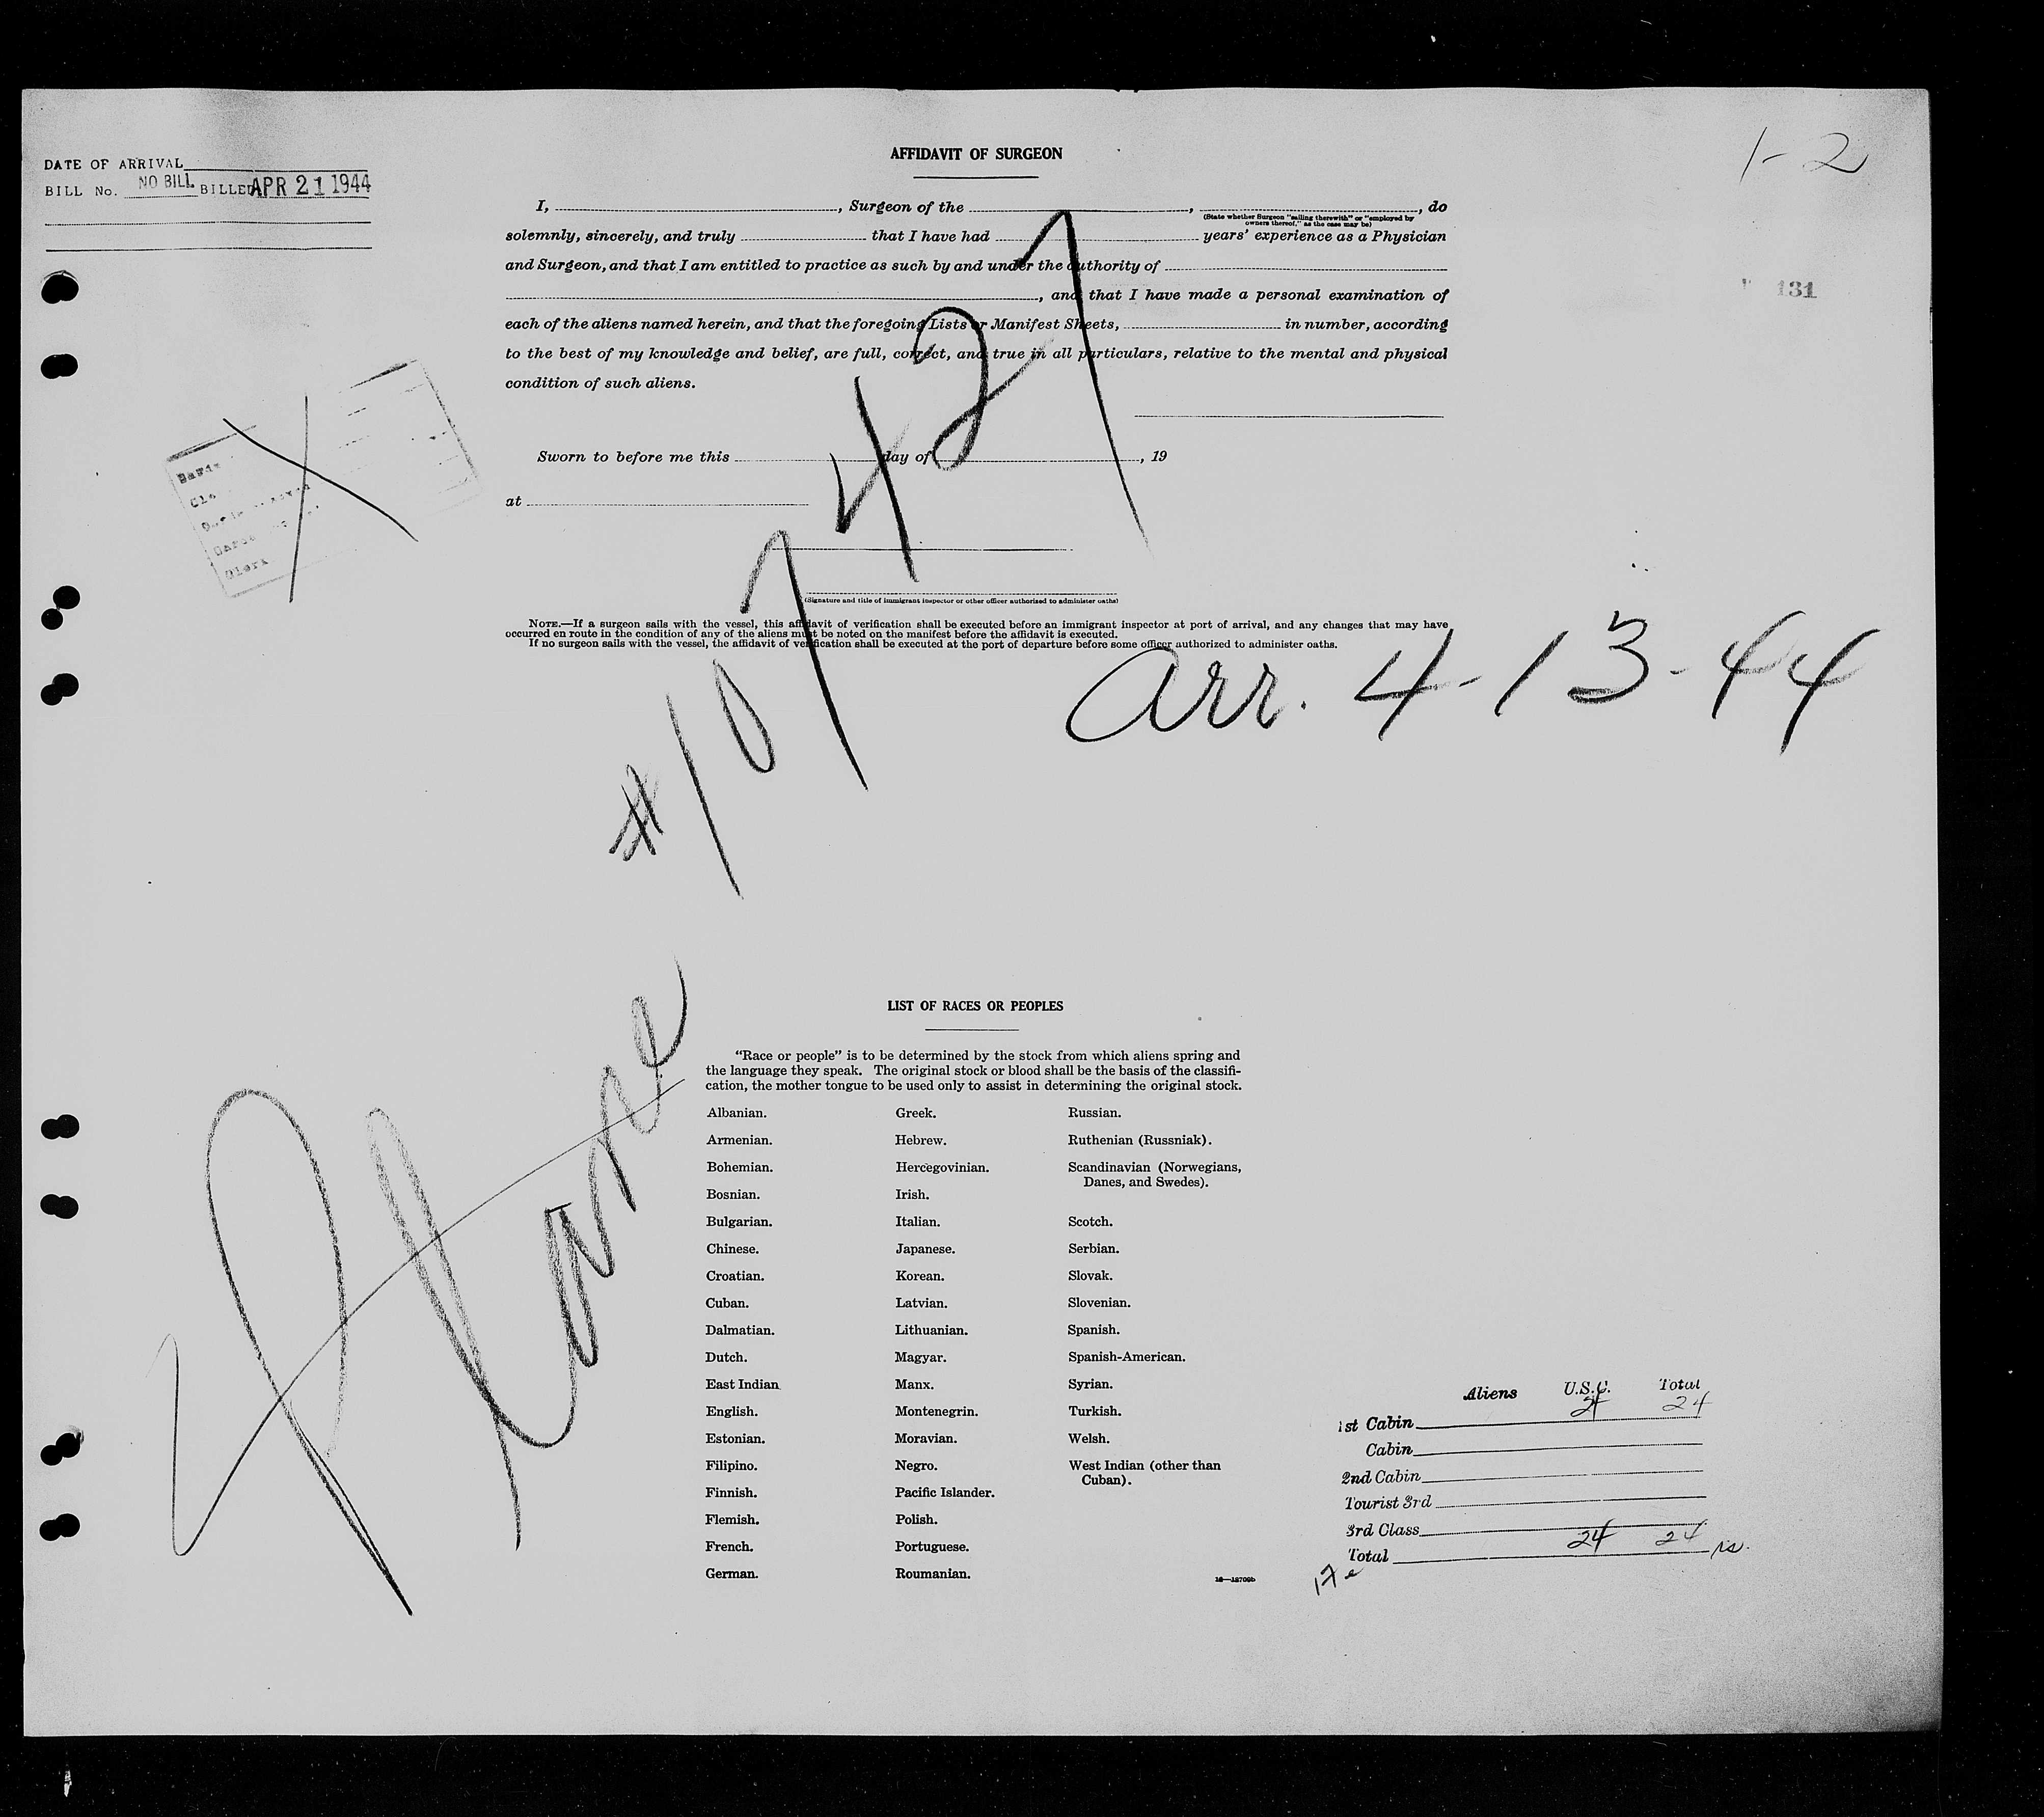 DATE OF ARRIVAL
BILL No. NO BILL BILLED APR 21 1944
1-2
AFFIDAVIT OF SURGEON
I, , Surgeon of the , , do
(State whether Surgeon "sailing therewith" or "employed by
owners thereof," as the case may be)
solemnly, sincerely, and truly that I have had years' experience as a Physician
and Surgeon, and that I am entitled to practice as such by and under the authority of
, and that I have made a personal examination of
131
each of the aliens named herein, and that the foregoing Lists or Manifest Sheets, in number, according
to the best of my knowledge and belief, are full, correct, and true in all particulars, relative to the mental and physical
condition of such aliens.
Sworn to before me this day of , 19
at
Clerk
(Signature and title of immigrant inspector or other officer authorized to administer oaths)
NOTE.—If a surgeon sails with the vessel, this affidavit of verification shall be executed before an immigrant inspector at port of arrival, and any changes that may have
occurred en route in the condition of any of the aliens must be noted on the manifest before the affidavit is executed.
If no surgeon sails with the vessel, the affidavit of verification shall be executed at the port of departure before some officer authorized to administer oaths.
#107427
arr. 4-13-44
Plane
LIST OF RACES OR PEOPLES
"Race or people" is to be determined by the stock from which aliens spring and
the language they speak. The original stock or blood shall be the basis of the classifi-
cation, the mother tongue to be used only to assist in determining the original stock.
Albanian.
Armenian.
Bohemian.
Bosnian.
Bulgarian.
Chinese.
Croatian.
Cuban.
Dalmatian.
Dutch.
East Indian
English.
Estonian.
Filipino.
Finnish.
Flemish.
French.
German.
Greek.
Hebrew.
Hercegovinian.
Irish.
Italian.
Japanese.
Korean.
Latvian.
Lithuanian.
Magyar.
Manx.
Montenegrin.
Moravian.
Negro.
Pacific Islander.
Polish.
Portuguese.
Roumanian.
Russian.
Ruthenian (Russniak).
Scandinavian (Norwegians,
Danes, and Swedes).
Scotch.
Serbian.
Slovak.
Slovenian.
Spanish.
Spanish-American.
Syrian.
Turkish.
Welsh.
West Indian (other than
Cuban).
Aliens U.S.C. Total
1st Cabin 24 24
Cabin
2nd Cabin
Tourist 3rd
3rd Class
Total 24 24